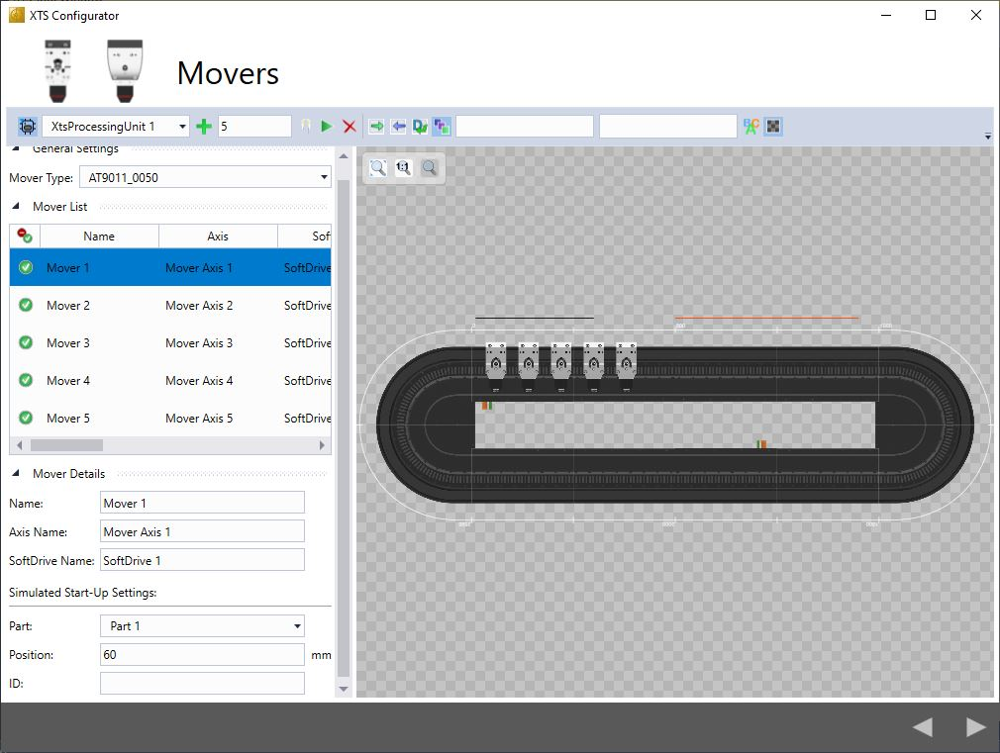 XTS Configurator
Movers
XtsProcessingUnit 1
5
General Settings
Mover Type: AT9011_0050
Mover List
Name Axis Sof
Mover 1 Mover Axis 1 SoftDrive
Mover 2 Mover Axis 2 SoftDrive
Mover 3 Mover Axis 3 SoftDrive
Mover 4 Mover Axis 4 SoftDrive
Mover 5 Mover Axis 5 SoftDrive
Mover Details
Name: Mover 1
Axis Name: Mover Axis 1
SoftDrive Name: SoftDrive 1
Simulated Start-Up Settings:
Part: Part 1
Position: 60 mm
ID:
1:1